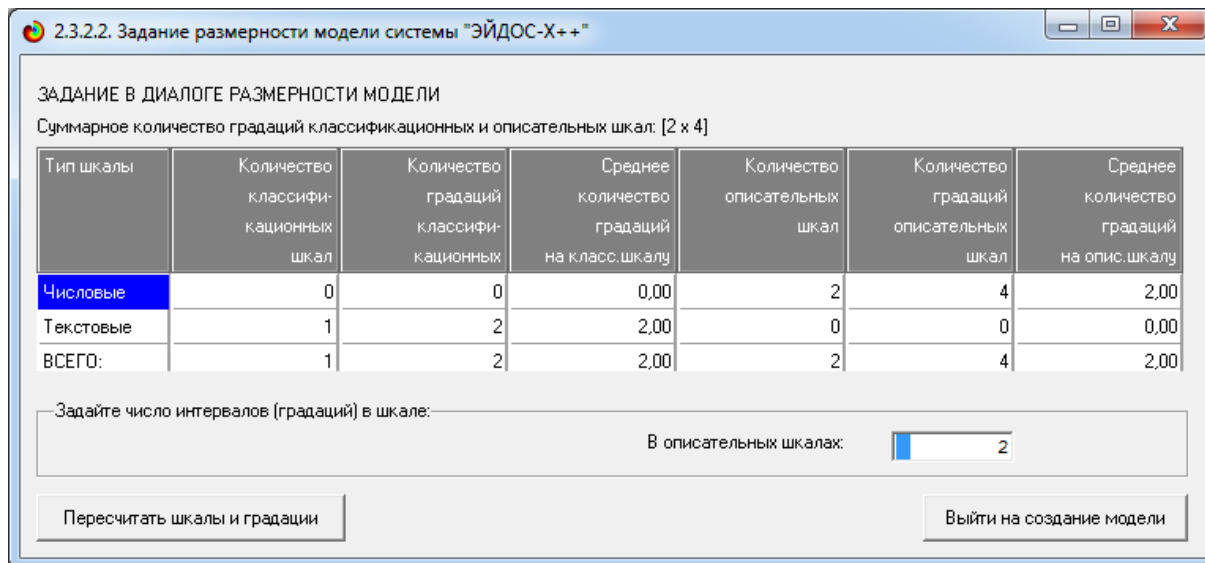 2.3.2.2. Задание размерности модели системы "ЭЙДОС-X++"
ЗАДАНИЕ В ДИАЛОГЕ РАЗМЕРНОСТИ МОДЕЛИ
Суммарное количество градаций классификационных и описательных шкал: [2 x 4]
Тип шкалы Количество Количество Среднее Количество Количество Среднее
классифи- градаций количество описательных градаций количество
кационных классифи- градаций шкал описательных градаций
шкал кационных на класс.шкалу шкал на опис.шкалу
Числовые 0 0 0,00 2 4 2,00
Текстовые 1 2 2,00 0 0 0,00
ВСЕГО: 1 2 2,00 2 4 2,00
Задайте число интервалов (градаций) в шкале:
В описательных шкалах: 2
Пересчитать шкалы и градации Выйти на создание модели